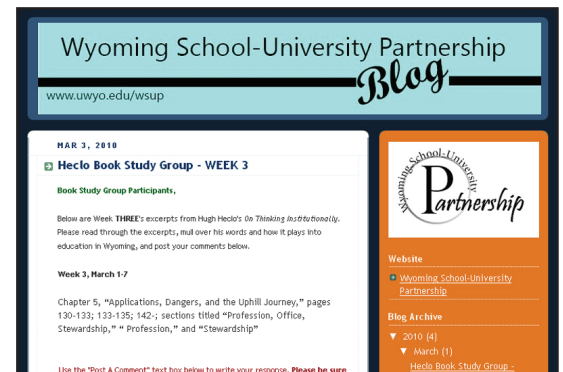 Wyoming School-University Partnership
Blog
www.uwyo.edu/wsup
MAR 3, 2010
Heclo Book Study Group - WEEK 3
Book Study Group Participants,
Below are Week THREE's excerpts from Hugh Heclo's On Thinking Institutionally.
Please read through the excerpts, mull over his words and how it plays into
education in Wyoming, and post your comments below.
Week 3, March 1-7
Chapter 5, “Applications, Dangers, and the Uphill Journey,” pages
130-133; 133-135; 142-; sections titled “Profession, Office,
Stewardship,” “ Profession,” and “Stewardship”
Use the "Post A Comment" text box below to write your response. Please be sure
Wyoming School-University
Partnership
Website
Wyoming School-University
Partnership
Blog Archive
▼ 2010 (4)
▼ March (1)
Heclo Book Study Group -